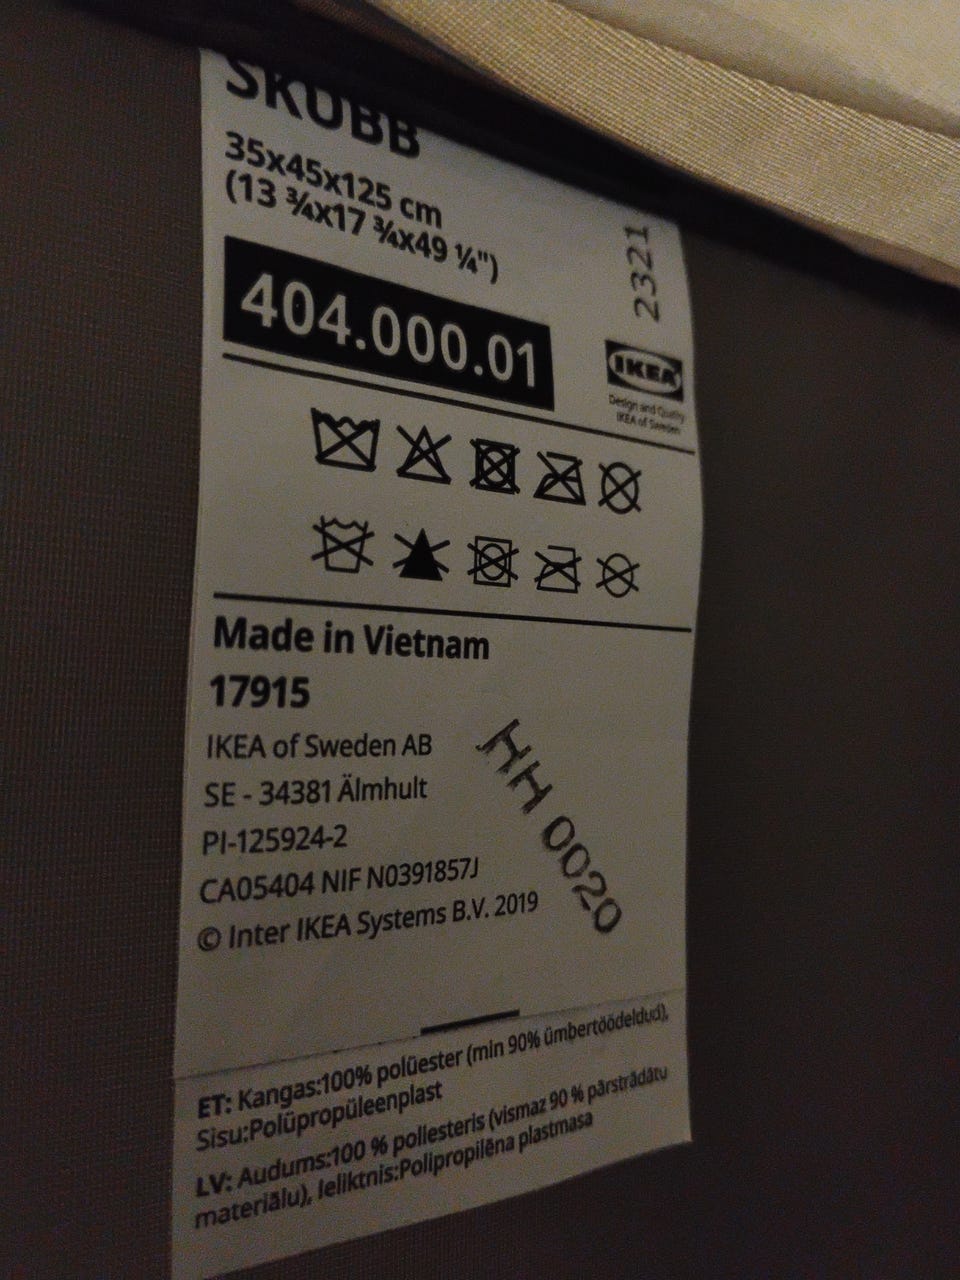 SKUBB
35x45x125 cm
(13 ¾x17 ¾x49 ¼")
2321
404.000.01
IKEA
Design and Quality
IKEA of Sweden
Made in Vietnam
17915
IKEA of Sweden AB
SE - 34381 Älmhult
PI-125924-2
CA05404 NIF N0391857J
© Inter IKEA Systems B.V. 2019
HH 0020
ET: Kangas:100% polüester (min 90% ümbertöödeldud),
Sisu:Polüpropüleenplast
LV: Audums:100 % poliesteris (vismaz 90 % pārstrādātu
materiālu), Ieliktnis:Polipropilēna plastmasa